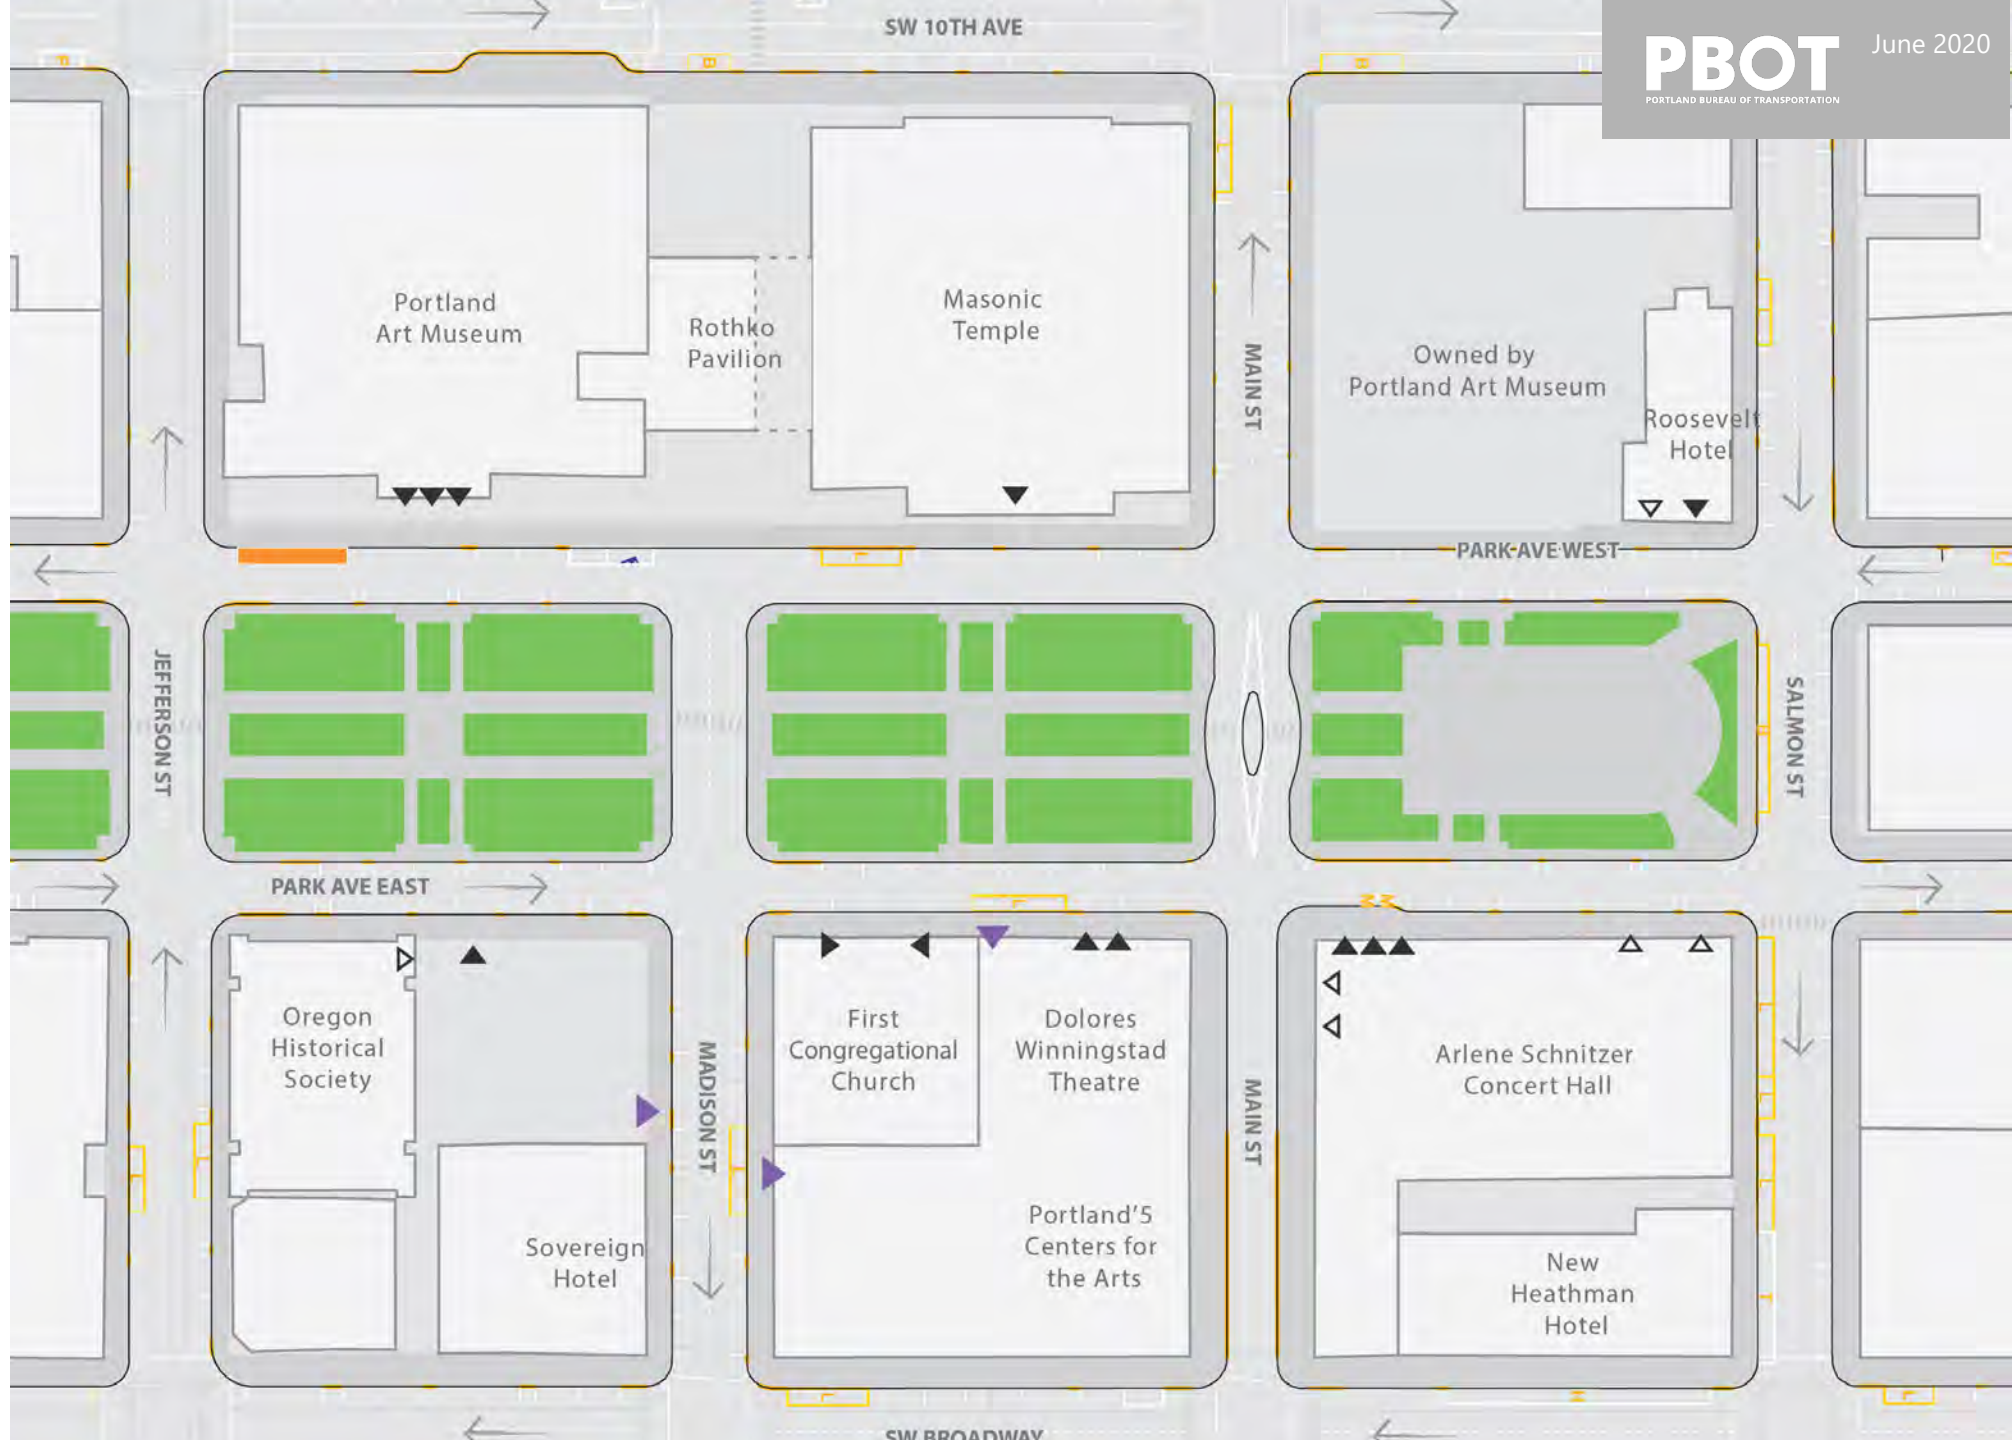 SW 10TH AVE
PBOT
PORTLAND BUREAU OF TRANSPORTATION
June 2020
B
B
Portland
Art Museum
Rothko
Pavilion
Masonic
Temple
MAIN ST
Owned by
Portland Art Museum
Roosevelt
Hotel
PARK AVE WEST
JEFFERSON ST
SALMON ST
PARK AVE EAST
Oregon
Historical
Society
MADISON ST
First
Congregational
Church
Dolores
Winningstad
Theatre
MAIN ST
Arlene Schnitzer
Concert Hall
Sovereign
Hotel
Portland'5
Centers for
the Arts
New
Heathman
Hotel
SW BROADWAY